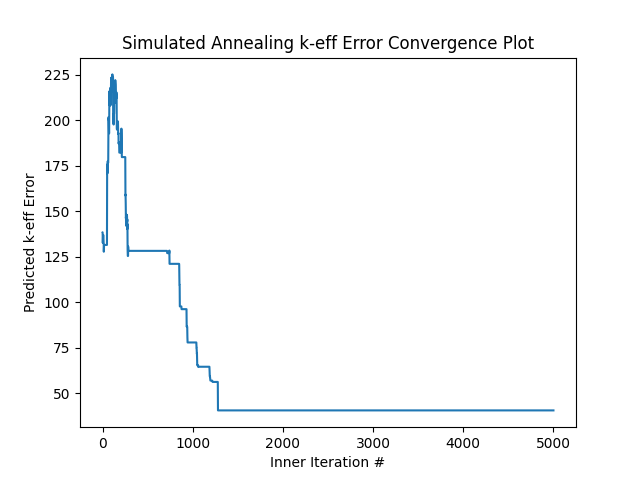 Simulated Annealing k-eff Error Convergence Plot
225
200
175
150
125
100
75
50
Predicted k-eff Error
0 1000 2000 3000 4000 5000
Inner Iteration #